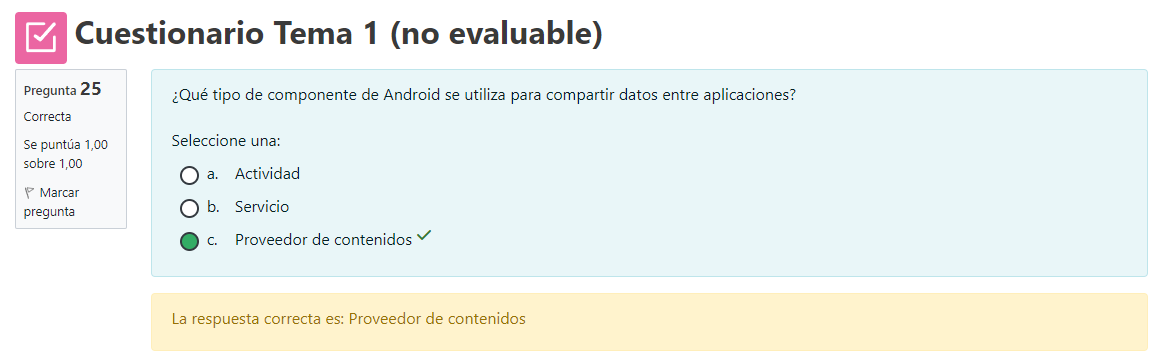 Cuestionario Tema 1 (no evaluable)
Pregunta 25
Correcta
Se puntúa 1,00
sobre 1,00
Marcar
pregunta
¿Qué tipo de componente de Android se utiliza para compartir datos entre aplicaciones?
Seleccione una:
a. Actividad
b. Servicio
c. Proveedor de contenidos
La respuesta correcta es: Proveedor de contenidos